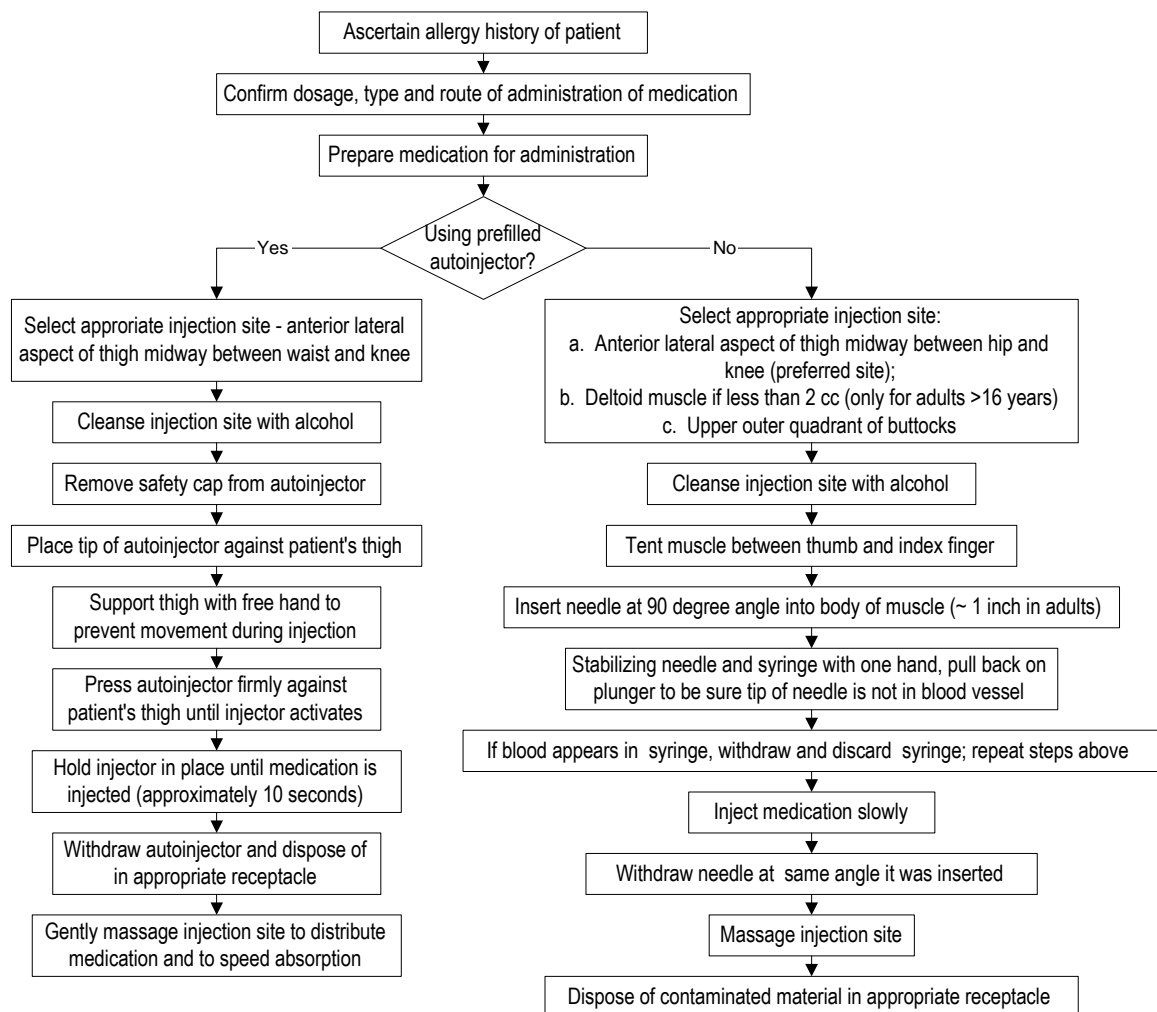 Ascertain allergy history of patient
Confirm dosage, type and route of administration of medication
Prepare medication for administration
Using prefilled
autoinjector?
Yes
No
Select approriate injection site - anterior lateral
aspect of thigh midway between waist and knee
Cleanse injection site with alcohol
Remove safety cap from autoinjector
Place tip of autoinjector against patient's thigh
Support thigh with free hand to
prevent movement during injection
Press autoinjector firmly against
patient's thigh until injector activates
Hold injector in place until medication is
injected (approximately 10 seconds)
Withdraw autoinjector and dispose of
in appropriate receptacle
Gently massage injection site to distribute
medication and to speed absorption
Select appropriate injection site:
a. Anterior lateral aspect of thigh midway between hip and
knee (preferred site);
b. Deltoid muscle if less than 2 cc (only for adults >16 years)
c. Upper outer quadrant of buttocks
Cleanse injection site with alcohol
Tent muscle between thumb and index finger
Insert needle at 90 degree angle into body of muscle (~ 1 inch in adults)
Stabilizing needle and syringe with one hand, pull back on
plunger to be sure tip of needle is not in blood vessel
If blood appears in syringe, withdraw and discard syringe; repeat steps above
Inject medication slowly
Withdraw needle at same angle it was inserted
Massage injection site
Dispose of contaminated material in appropriate receptacle